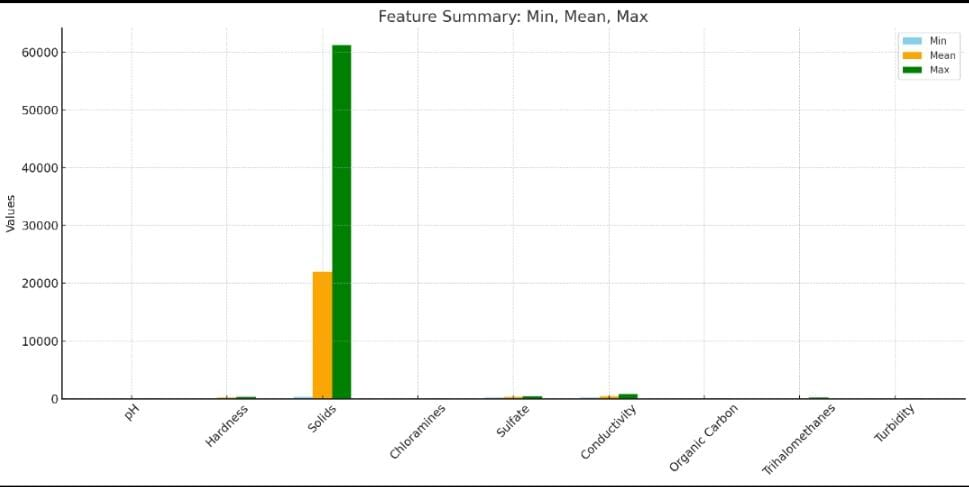 Feature Summary: Min, Mean, Max
Min
Mean
Max
60000
50000
40000
30000
20000
10000
0
Values
pH
Hardness
Solids
Chloramines
Sulfate
Conductivity
Organic Carbon
Trihalomethanes
Turbidity